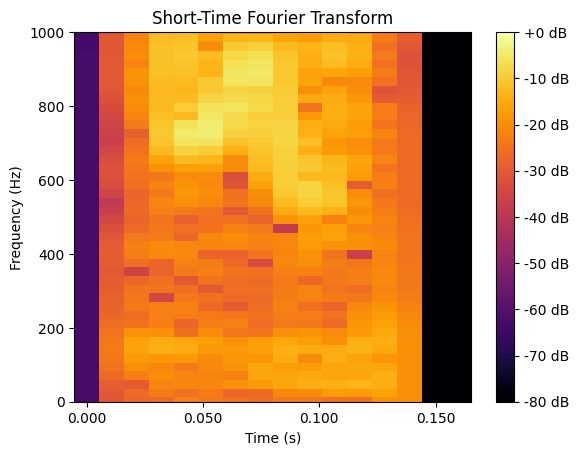 Short-Time Fourier Transform
1000
800
600
400
200
0
Frequency (Hz)
0.000
0.050
0.100
0.150
Time (s)
+0 dB
-10 dB
-20 dB
-30 dB
-40 dB
-50 dB
-60 dB
-70 dB
-80 dB